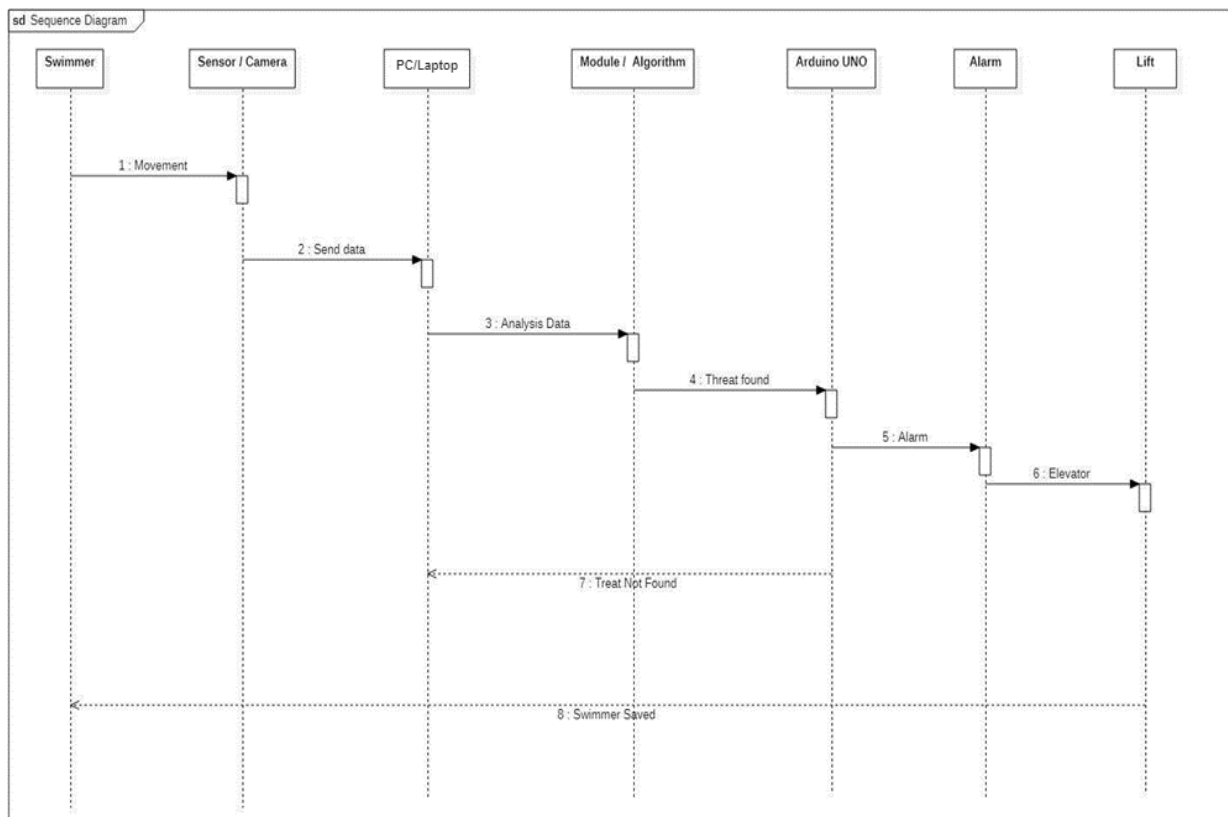 sd Sequence Diagram
Swimmer
Sensor / Camera
PC/Laptop
Module / Algorithm
Arduino UNO
Alarm
Lift
1 : Movement
2 : Send data
3 : Analysis Data
4 : Threat found
5 : Alarm
6 : Elevator
7 : Treat Not Found
8 : Swimmer Saved